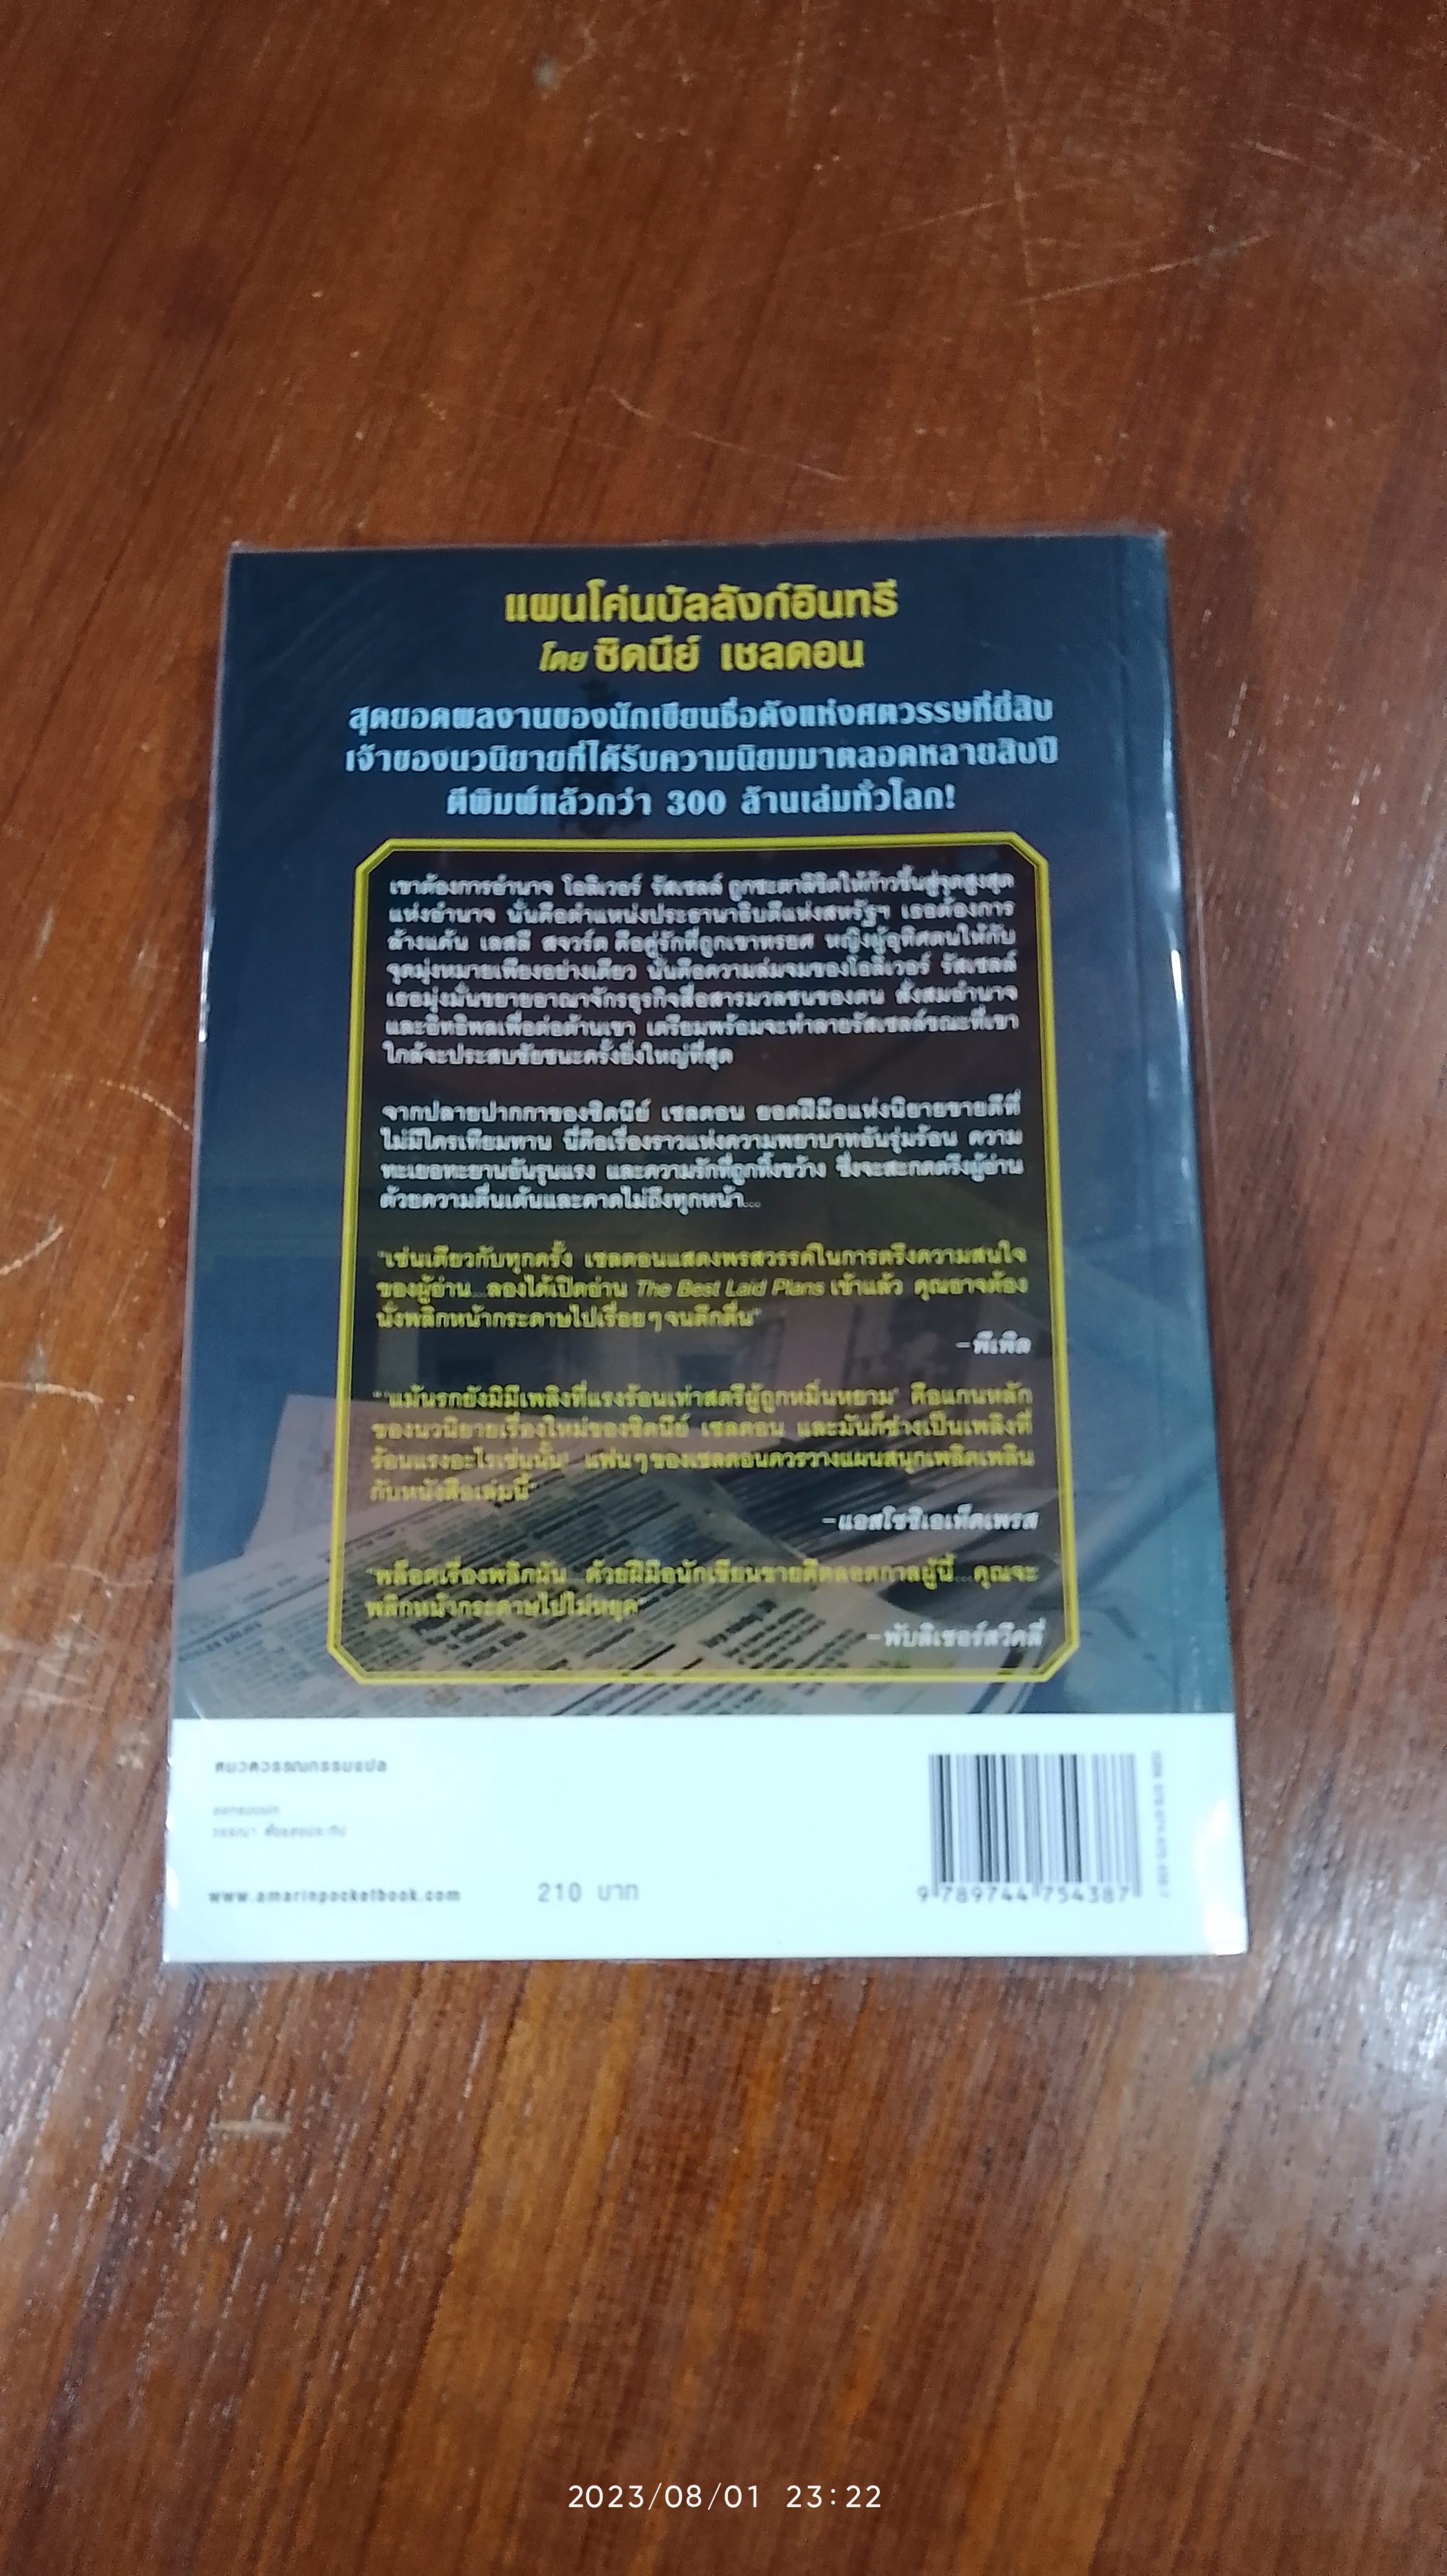 แผนโค่นบัลลังก์อินทรี
โดย ซิดนีย์ เชลดอน
สุดยอดผลงานของนักเขียนชื่อดังแห่งศตวรรษที่ยี่สิบ
เจ้าของนวนิยายที่ได้รับความนิยมมาตลอดหลายสิบปี
ตีพิมพ์แล้วกว่า 300 ล้านเล่มทั่วโลก!
เขาต้องการอำนาจ โอลิเวอร์ รัสเซลล์ ถูกชะตาลิขิตให้ก้าวขึ้นสู่จุดสูงสุด
แห่งอำนาจ นั่นคือตำแหน่งประธานาธิบดีแห่งสหรัฐฯ เธอต้องการ
ล้างแค้น เลสลี สจวร์ต คือคู่รักที่ถูกเขาทรยศ หญิงผู้อุทิศตนให้กับ
จุดมุ่งหมายเพียงอย่างเดียว นั่นคือความล่มจมของโอลิเวอร์ รัสเซลล์
เธอมุ่งมั่นขยายอาณาจักรธุรกิจสื่อสารมวลชนของตน สั่งสมอำนาจ
และอิทธิพลเพื่อต่อต้านเขา เตรียมพร้อมจะทำลายรัสเซลล์ขณะที่เขา
ใกล้จะประสบชัยชนะครั้งยิ่งใหญ่ที่สุด
จากปลายปากกาของซิดนีย์ เชลดอน ยอดฝีมือแห่งนิยายขายดีที่
ไม่มีใครเทียมทาน นี่คือเรื่องราวแห่งความพยาบาทอันรุ่มร้อน ความ
ทะเยอทะยานอันรุนแรง และความรักที่ถูกทิ้งขว้าง ซึ่งจะสะกดตรึงผู้อ่าน
ด้วยความตื่นเต้นและคาดไม่ถึงทุกหน้า...
"เช่นเดียวกับทุกครั้ง เชลดอนแสดงพรสวรรค์ในการตรึงความสนใจ
ของผู้อ่าน...ลองได้เปิดอ่าน The Best Laid Plans เข้าแล้ว คุณอาจต้อง
นั่งพลิกหน้ากระดาษไปเรื่อยๆ จนดึกดื่น"
–พีเพิล
"'แม้นรกยังมิมีเพลิงที่แรงร้อนเท่าสตรีผู้ถูกหมิ่นหยาม' คือแกนหลัก
ของนวนิยายเรื่องใหม่ของซิดนีย์ เชลดอน และมันก็ช่างเป็นเพลิงที่
ร้อนแรงอะไรเช่นนั้น! แฟนๆ ของเชลดอนควรวางแผนสนุกเพลิดเพลิน
กับหนังสือเล่มนี้"
–แอสโซซิเอเท็ดเพรส
"พล็อตเรื่องพลิกผัน...ด้วยฝีมือนักเขียนขายดีตลอดกาลผู้นี้...คุณจะ
พลิกหน้ากระดาษไปไม่หยุด"
–พับลิเชอร์สวีคลี่
หมวดวรรณกรรมแปล
ออกแบบปก
www.amarinpocketbook.com
210 บาท
9 789744 754387
2023/08/01 23:22